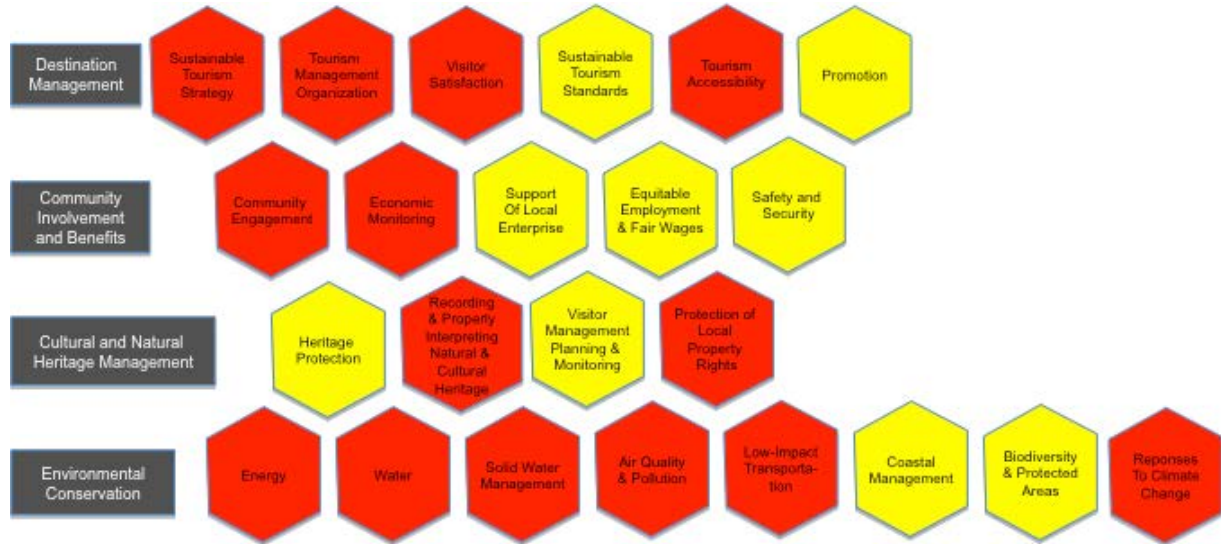 Destination
Management
Sustainable
Tourism
Strategy
Tourism
Management
Organization
Visitor
Satisfaction
Sustainable
Tourism
Standards
Tourism
Accessibility
Promotion
Community
Involvement
and Benefits
Community
Engagement
Economic
Monitoring
Support
Of Local
Enterprise
Equitable
Employment
& Fair Wages
Safety and
Security
Cultural and Natural
Heritage Management
Heritage
Protection
Recording
& Properly
Interpreting
Natural &
Cultural
Heritage
Visitor
Management
Planning &
Monitoring
Protection of
Local
Property
Rights
Environmental
Conservation
Energy
Water
Solid Water
Management
Air Quality
& Pollution
Low-Impact
Transporta-
tion
Coastal
Management
Biodiversity
& Protected
Areas
Reponses
To Climate
Change